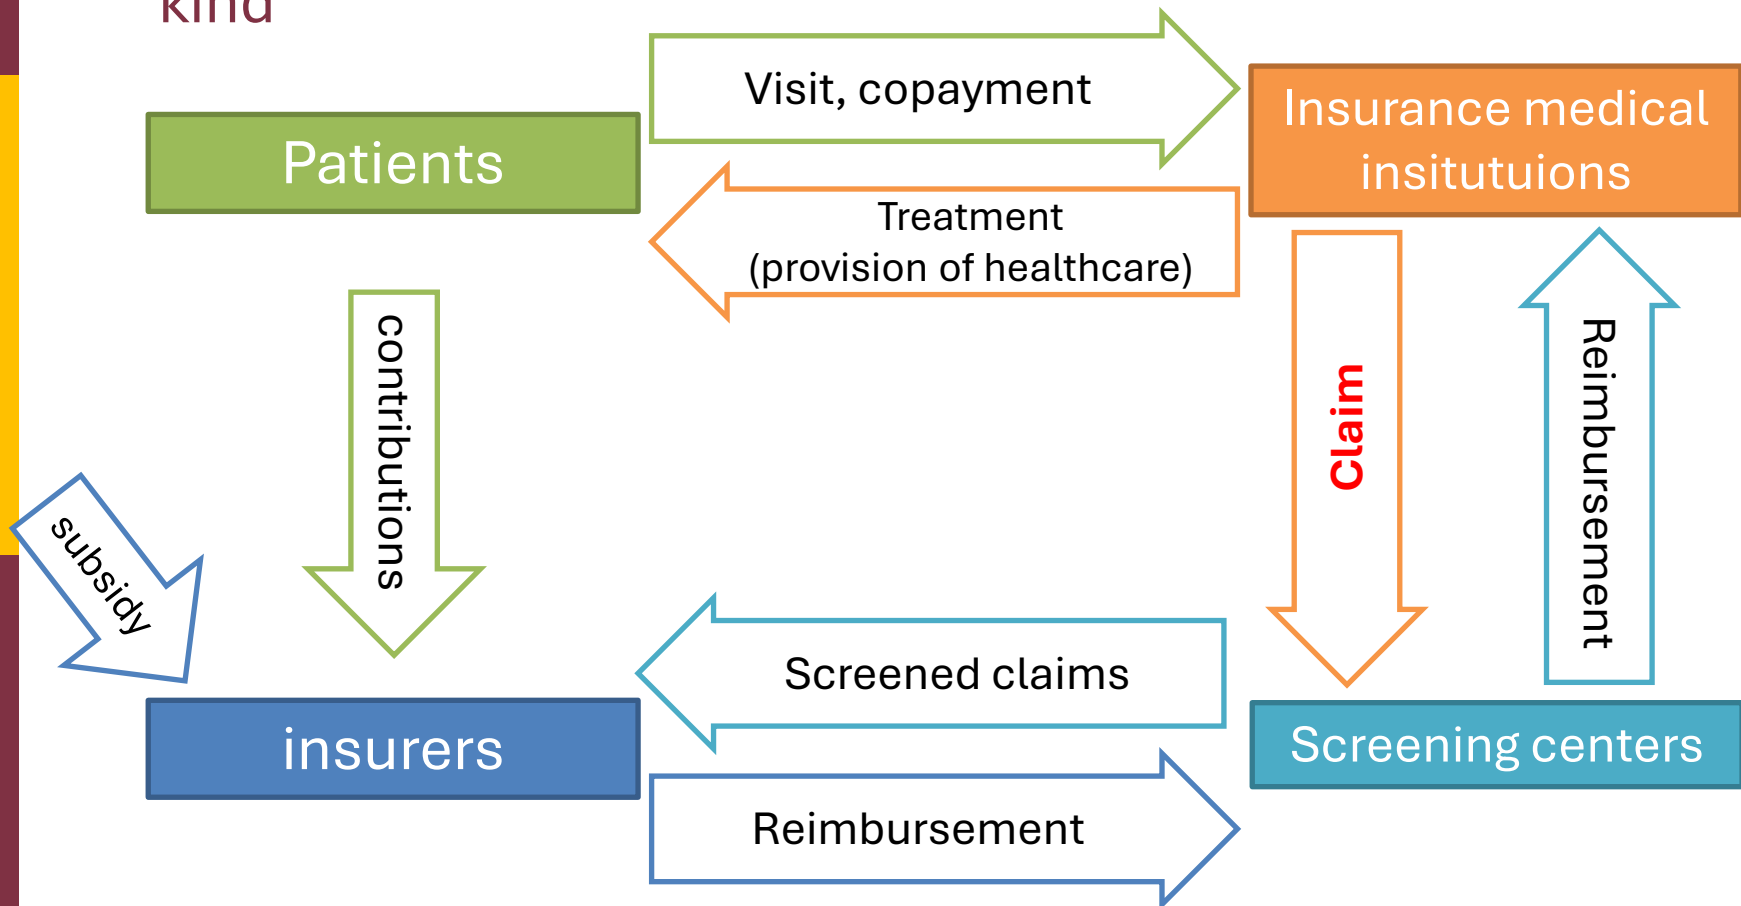 kind
Visit, copayment
Insurance medical
insitutuions
Patients
Treatment
(provision of healthcare)
contributions
Claim
Reimbursement
subsidy
Screened claims
insurers
Screening centers
Reimbursement